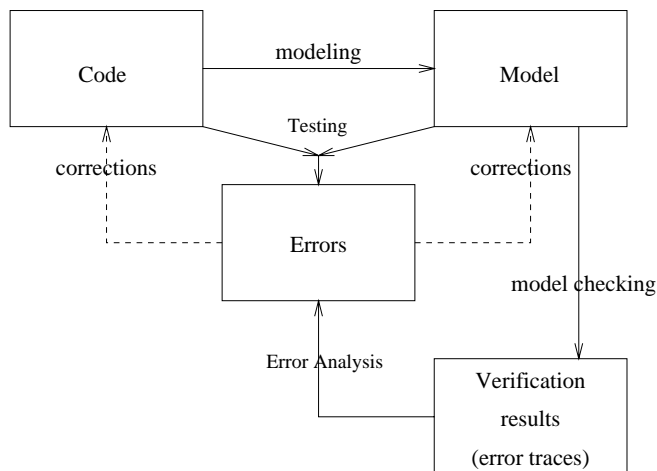 modeling
Code
Model
Testing
corrections
corrections
Errors
model checking
Error Analysis
Verification
results
(error traces)